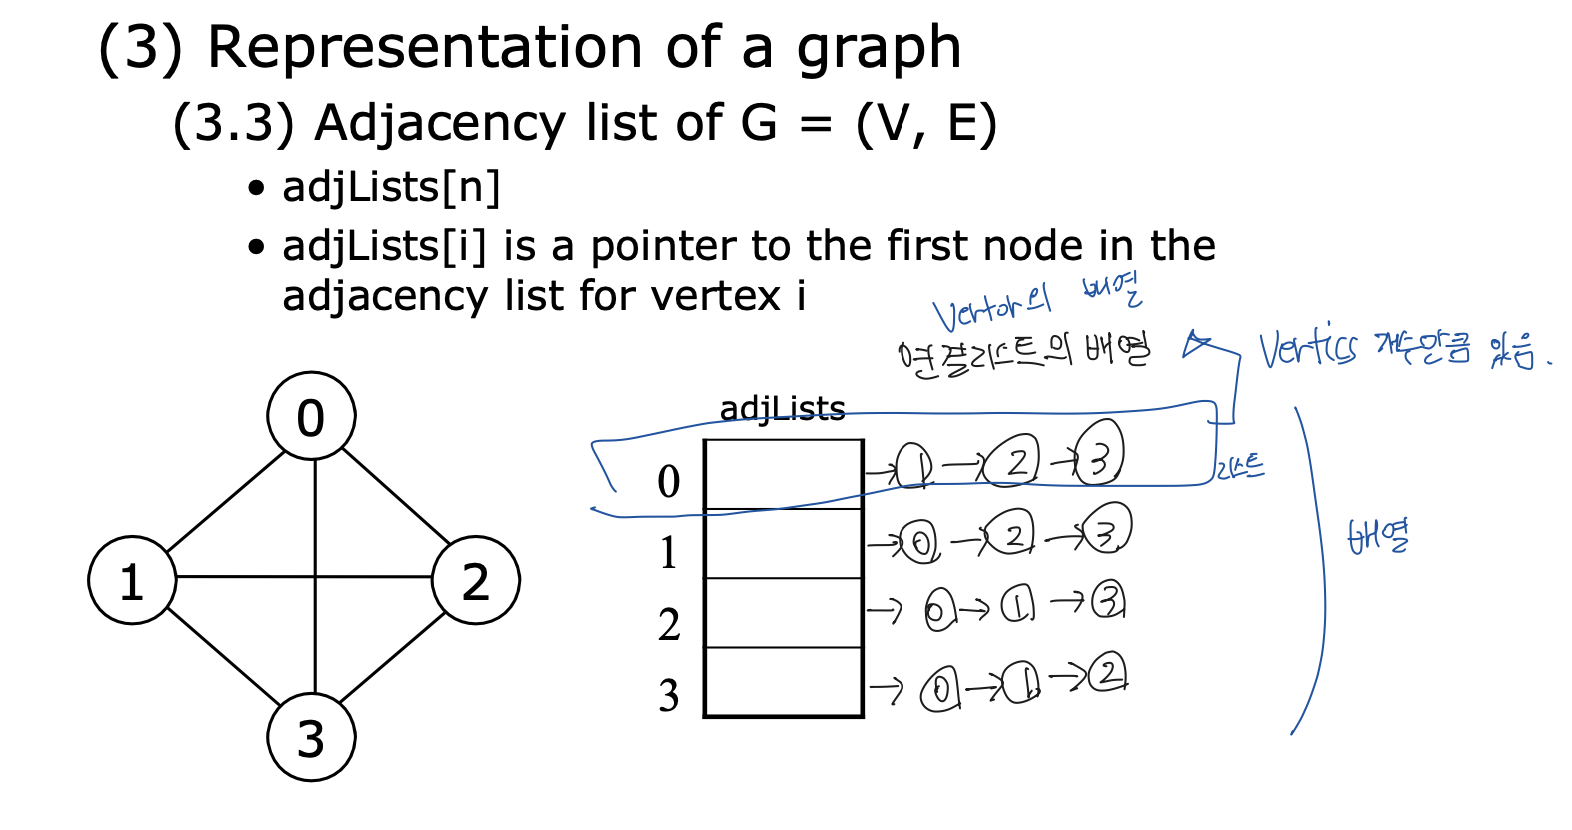 (3) Representation of a graph
(3.3) Adjacency list of G = (V, E)
• adjLists[n]
• adjLists[i] is a pointer to the first node in the
adjacency list for vertex i
Vertor의 배열
연결리스트의 배열
Vertics 개수만큼 있음.
adjLists
0 → 1 → 2 → 3
리스트
1 → 0 → 2 → 3
2 → 0 → 1 → 3
3 → 0 → 1 → 2
배열
0
1 2
3